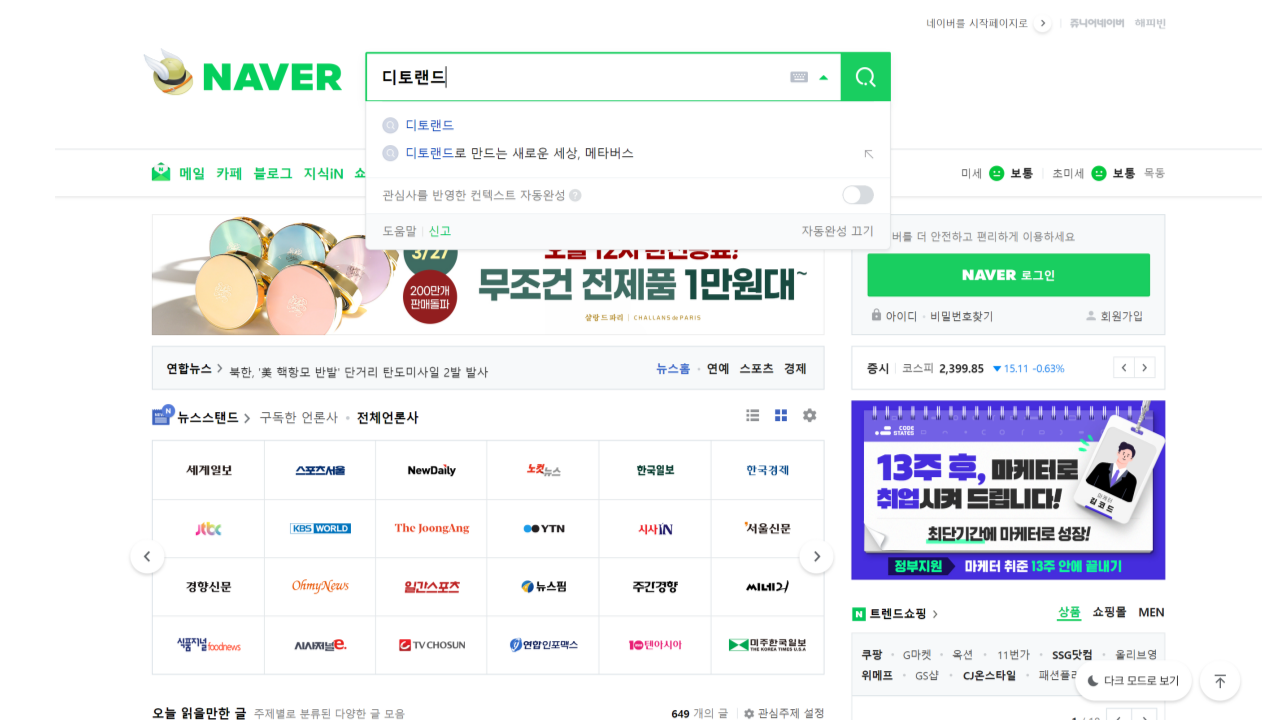 네이버를 시작페이지로 쥬니어네이버 해피빈
NAVER 디토랜드
디토랜드
디토랜드로 만드는 새로운 세상, 메타버스
메일 카페 블로그 지식iN 쇼
미세 보통 초미세 보통 목동
관심사를 반영한 컨텍스트 자동완성
도움말 신고 자동완성 끄기
버를 더 안전하고 편리하게 이용하세요
NAVER 로그인
아이디 · 비밀번호찾기 회원가입
3/27
200만개
판매돌파
무조건 전제품 1만원대~
살랑드파리 CHALLANS de PARIS
연합뉴스 북한, '美 핵항모 반발' 단거리 탄도미사일 2발 발사
뉴스홈 · 연예 스포츠 경제
증시 코스피 2,399.85 ▼15.11 -0.63%
뉴스스탠드 구독한 언론사 · 전체언론사
세계일보 스포츠서울 NewDaily 노컷뉴스 한국일보 한국경제
jtbc KBS WORLD The JoongAng YTN 시사IN 서울신문
경향신문 OhmyNews 일간스포츠 뉴스핌 주간경향 씨네21
식품저널 foodnews 시사저널e. TV CHOSUN 연합인포맥스 10텐아시아 미주한국일보
THE KOREA TIMES U.S.A
CODE
STATES
13주 후, 마케터로
취업시켜 드립니다!
마케터
김코드
최단기간에 마케터로 성장!
정부지원 마케터 취준 13주 안에 끝내기
트렌드쇼핑 상품 쇼핑몰 MEN
쿠팡 · G마켓 · 옥션 · 11번가 · SSG닷컴 · 올리브영
위메프 · GS샵 · CJ온스타일 · 패션플
다크 모드로 보기
오늘 읽을만한 글 주제별로 분류된 다양한 글 모음
649 개의 글 관심주제 설정